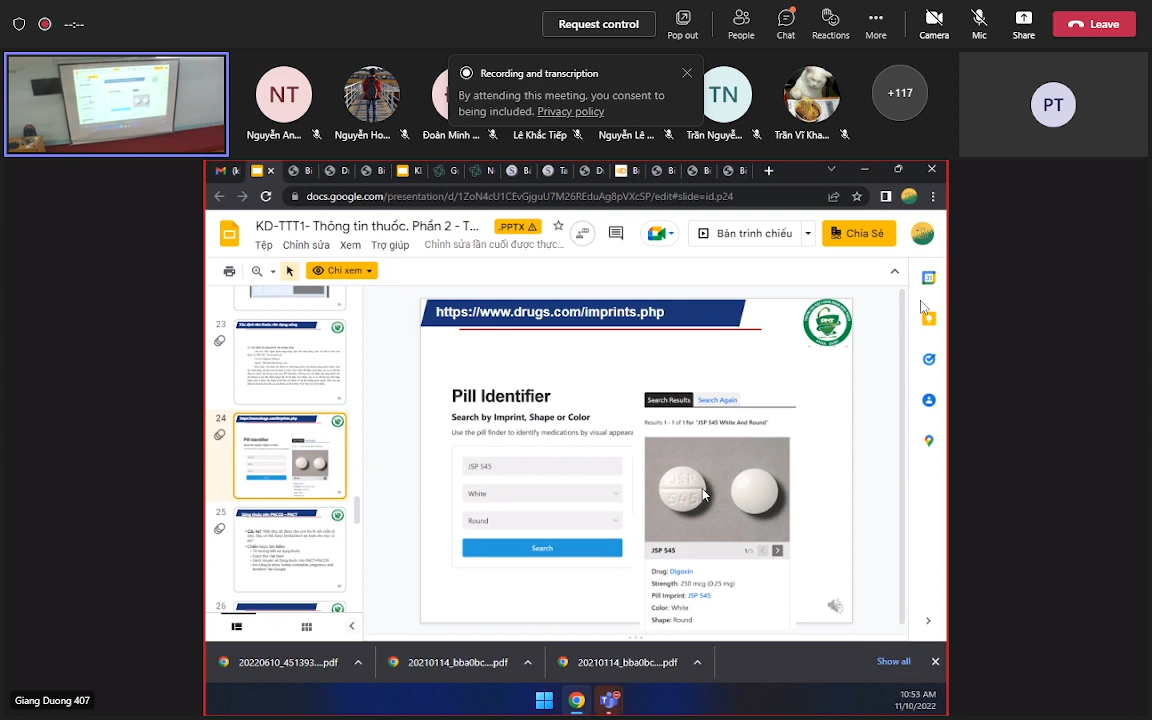 --:--
Request control
Pop out
People
Chat
Reactions
More
Camera
Mic
Share
Leave
Recording and transcription
By attending this meeting, you consent to
being included. Privacy policy
NT
TN
+117
PT
Nguyễn An...
Nguyễn Ho...
Đoàn Minh ...
Lê Khắc Tiệp
Nguyễn Lê ...
Trần Nguyễ...
Trần Vĩ Kha...
docs.google.com/presentation/d/1ZoN4cU1CEvGjguU7M26REduAg8pVXcSP/edit#slide=id.p24
KD-TTT1- Thông tin thuốc. Phần 2 - T...
.PPTX
Tệp Chỉnh sửa Xem Trợ giúp Chỉnh sửa lần cuối được thực...
Bản trình chiếu
Chia Sẻ
Chỉ xem
23
24
25
26
https://www.drugs.com/imprints.php
Pill Identifier
Search by Imprint, Shape or Color
Use the pill finder to identify medications by visual appeara
JSP 545
White
Round
Search
Search Results Search Again
Results 1 - 1 of 1 for "JSP 545 White And Round"
JSP
545
JSP 545
1/5
Drug: Digoxin
Strength: 250 mcg (0.25 mg)
Pill Imprint: JSP 545
Color: White
Shape: Round
20220610_451393....pdf
20210114_bba0bc....pdf
20210114_bba0bc....pdf
Show all
Giang Duong 407
10:53 AM
11/10/2022